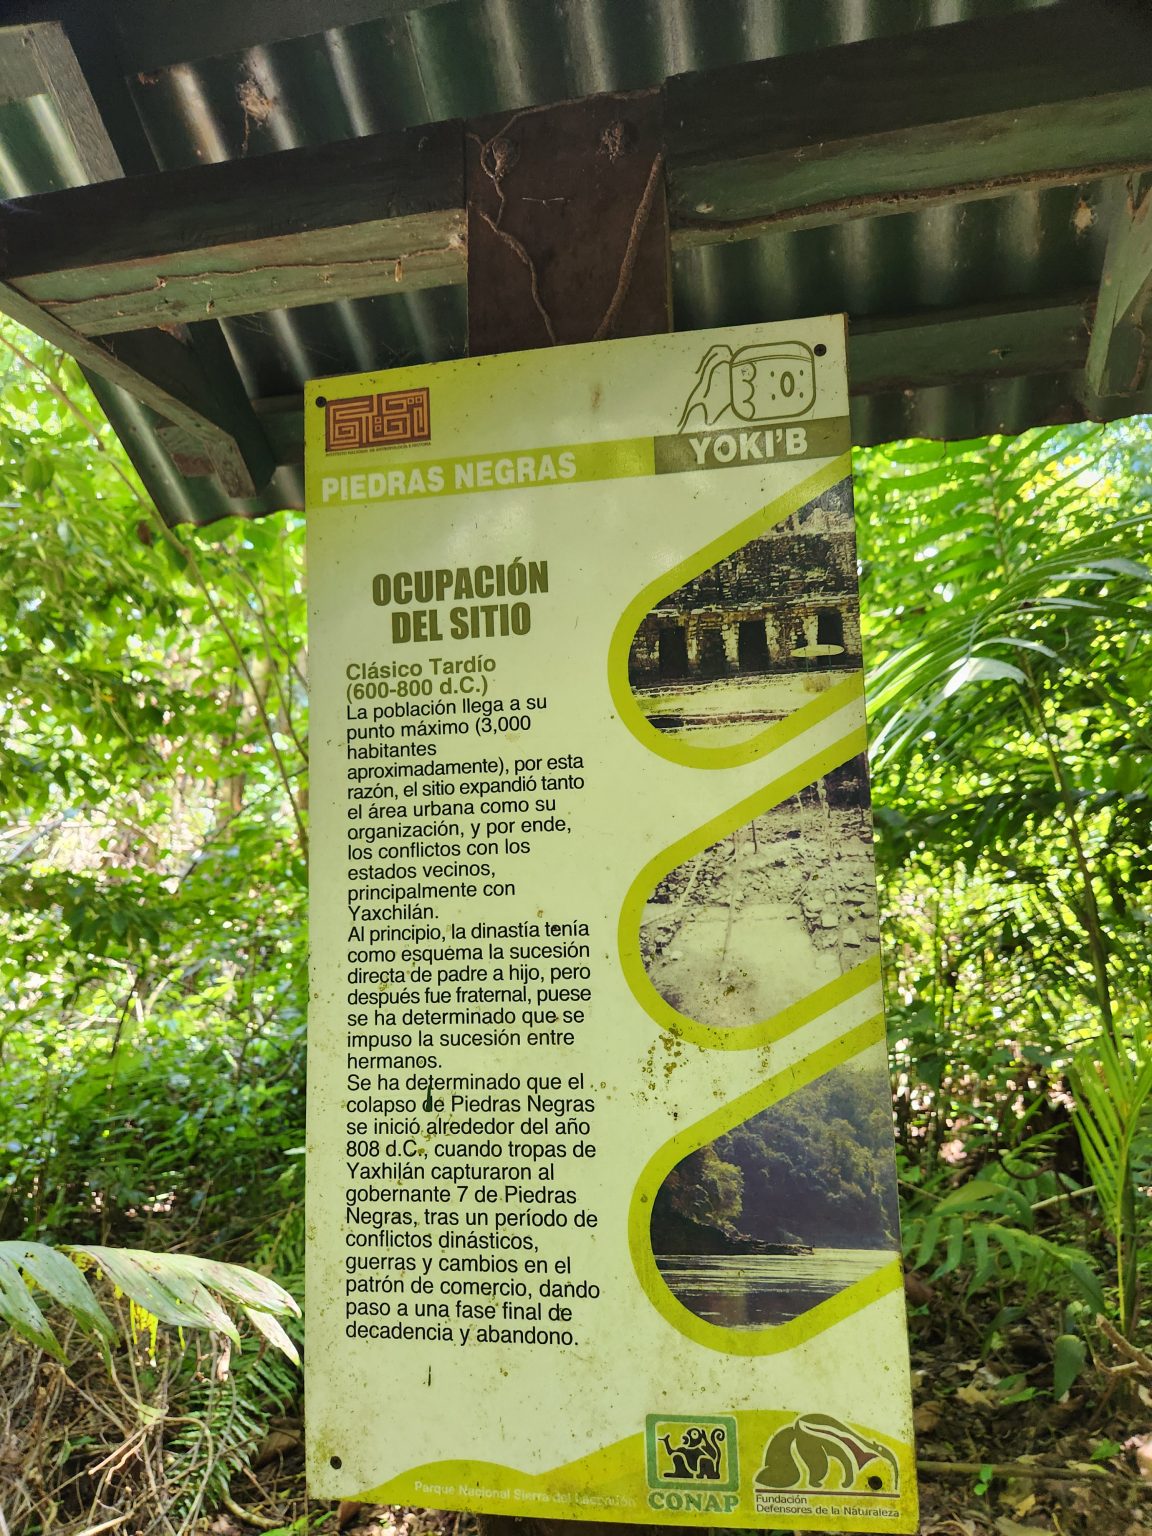 INSTITUTO NACIONAL DE ANTROPOLOGÍA E HISTORIA
YOKI'B
PIEDRAS NEGRAS
OCUPACIÓN
DEL SITIO
Clásico Tardío
(600-800 d.C.)
La población llega a su
punto máximo (3,000
habitantes
aproximadamente), por esta
razón, el sitio expandió tanto
el área urbana como su
organización, y por ende,
los conflictos con los
estados vecinos,
principalmente con
Yaxchilán.
Al principio, la dinastía tenía
como esquema la sucesión
directa de padre a hijo, pero
después fue fraternal, puese
se ha determinado que se
impuso la sucesión entre
hermanos.
Se ha determinado que el
colapso de Piedras Negras
se inició alrededor del año
808 d.C., cuando tropas de
Yaxhilán capturaron al
gobernante 7 de Piedras
Negras, tras un período de
conflictos dinásticos,
guerras y cambios en el
patrón de comercio, dando
paso a una fase final de
decadencia y abandono.
Parque Nacional Sierra del Lacandón
CONAP
Fundación
Defensores de la Naturaleza